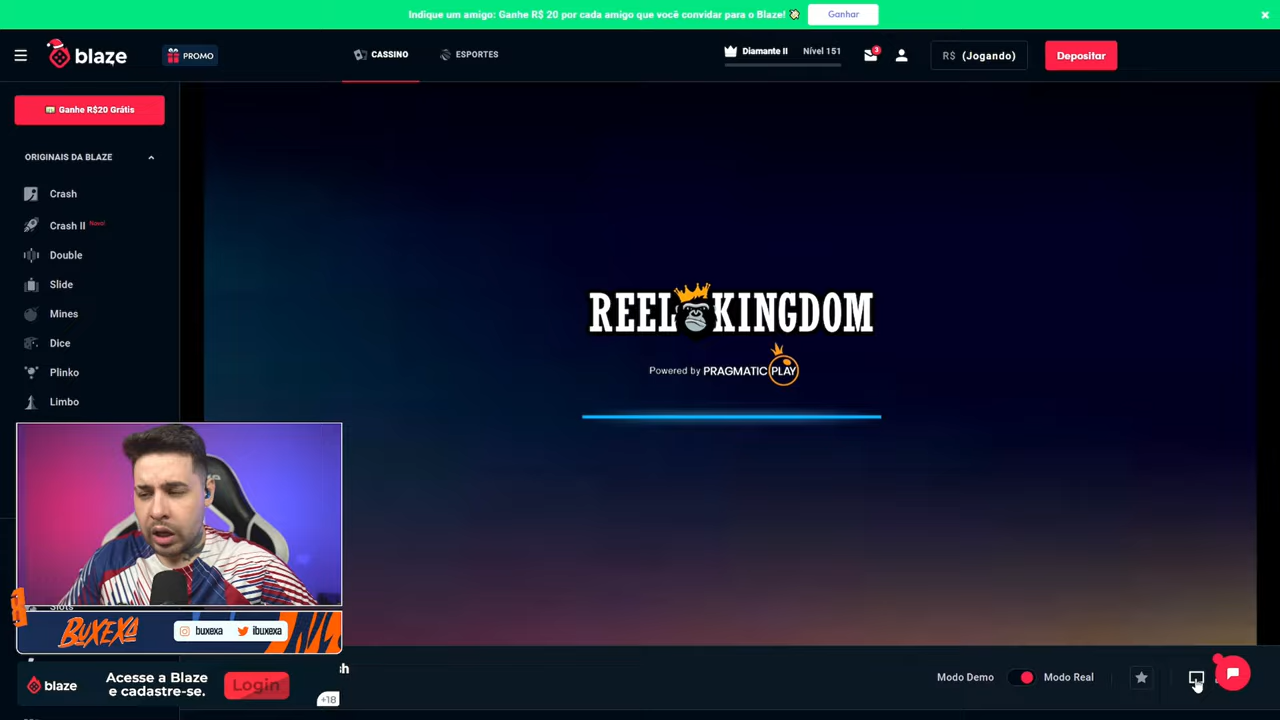 Indique um amigo: Ganhe R$ 20 por cada amigo que você convidar para o Blaze!
Ganhar
blaze
PROMO
CASSINO
ESPORTES
Diamante II
Nível 151
3
R$ (Jogando)
Depositar
Ganhe R$20 Grátis
ORIGINAIS DA BLAZE
Crash
Crash II Novo!
Double
Slide
Mines
Dice
Plinko
Limbo
REEL KINGDOM
Powered by PRAGMATIC PLAY
Slots
BUXEXA
buxexa
ibuxexa
blaze
Acesse a Blaze
e cadastre-se.
Login
+18
Modo Demo
Modo Real